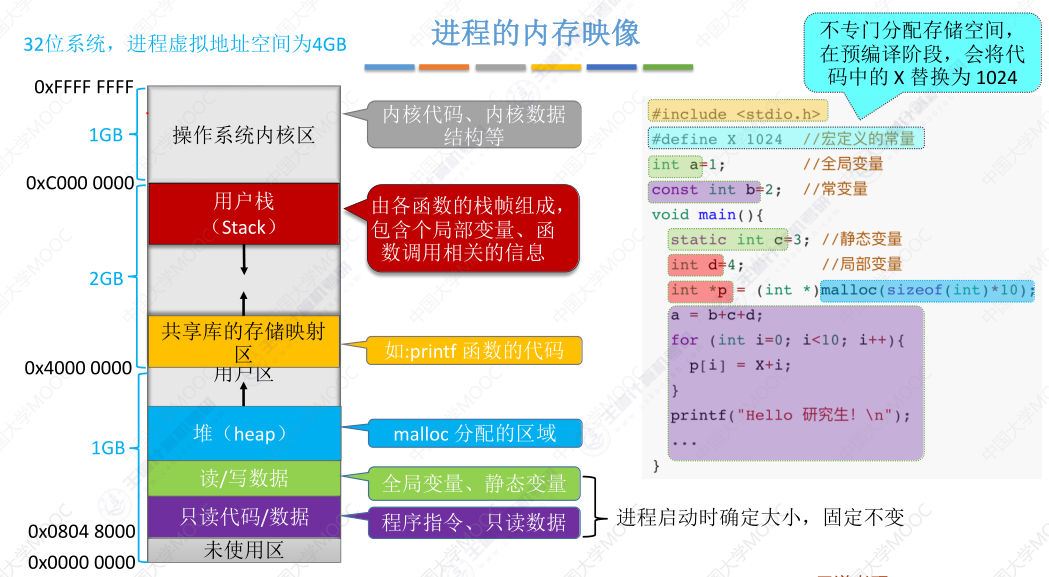 进程的内存映像
32位系统，进程虚拟地址空间为4GB
0xFFFF FFFF
1GB
操作系统内核区
内核代码、内核数据
结构等
0xC000 0000
用户栈
（Stack）
由各函数的栈帧组成，
包含个局部变量、函
数调用相关的信息
2GB
共享库的存储映射
区
如:printf 函数的代码
0x4000 0000
用户区
1GB
堆（heap）
malloc 分配的区域
读/写数据
全局变量、静态变量
只读代码/数据
程序指令、只读数据
进程启动时确定大小，固定不变
0x0804 8000
未使用区
0x0000 0000
不专门分配存储空间，
在预编译阶段，会将代
码中的 X 替换为 1024
#include <stdio.h>
#define X 1024 //宏定义的常量
int a=1; //全局变量
const int b=2; //常变量
void main(){
static int c=3; //静态变量
int d=4; //局部变量
int *p = (int *)malloc(sizeof(int)*10);
a = b+c+d;
for (int i=0; i<10; i++){
p[i] = X+i;
}
printf("Hello 研究生！\n");
...
}
中国大学MOOC